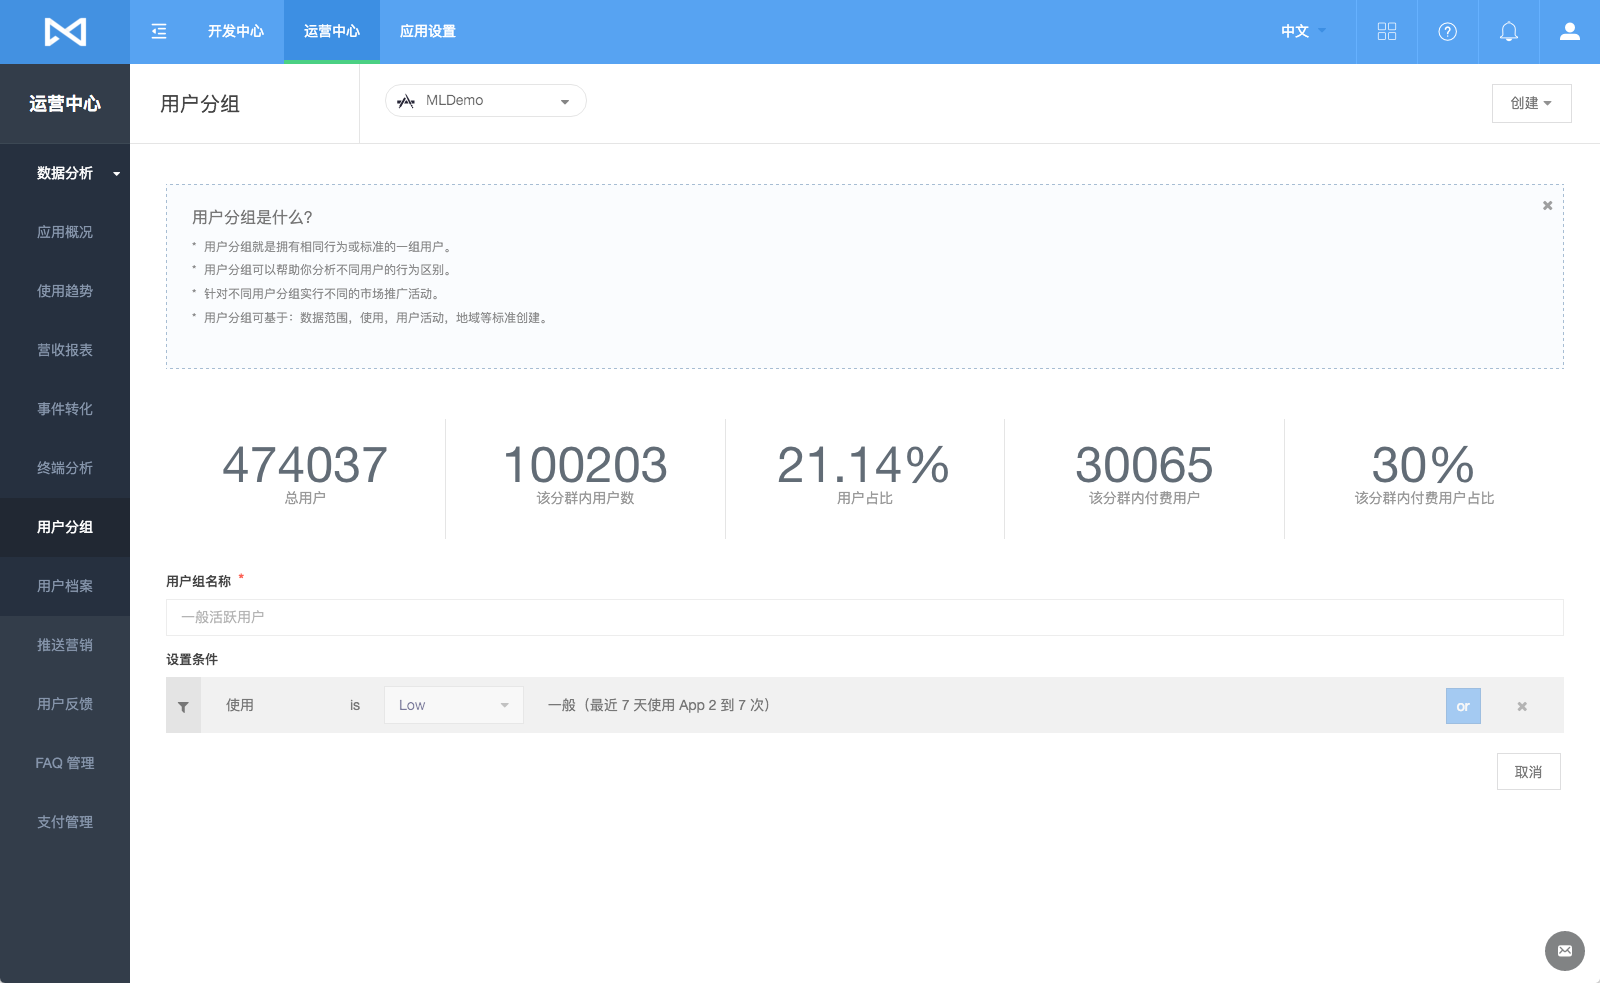 开发中心
运营中心
应用设置
中文
运营中心
用户分组
MLDemo
创建
数据分析
应用概况
使用趋势
营收报表
事件转化
终端分析
用户分组
用户档案
推送营销
用户反馈
FAQ 管理
支付管理
用户分组是什么?
* 用户分组就是拥有相同行为或标准的一组用户。
* 用户分组可以帮助你分析不同用户的行为区别。
* 针对不同用户分组实行不同的市场推广活动。
* 用户分组可基于：数据范围，使用，用户活动，地域等标准创建。
474037
总用户
100203
该分群内用户数
21.14%
用户占比
30065
该分群内付费用户
30%
该分群内付费用户占比
用户组名称 *
一般活跃用户
设置条件
使用 is Low 一般（最近 7 天使用 App 2 到 7 次） or
取消